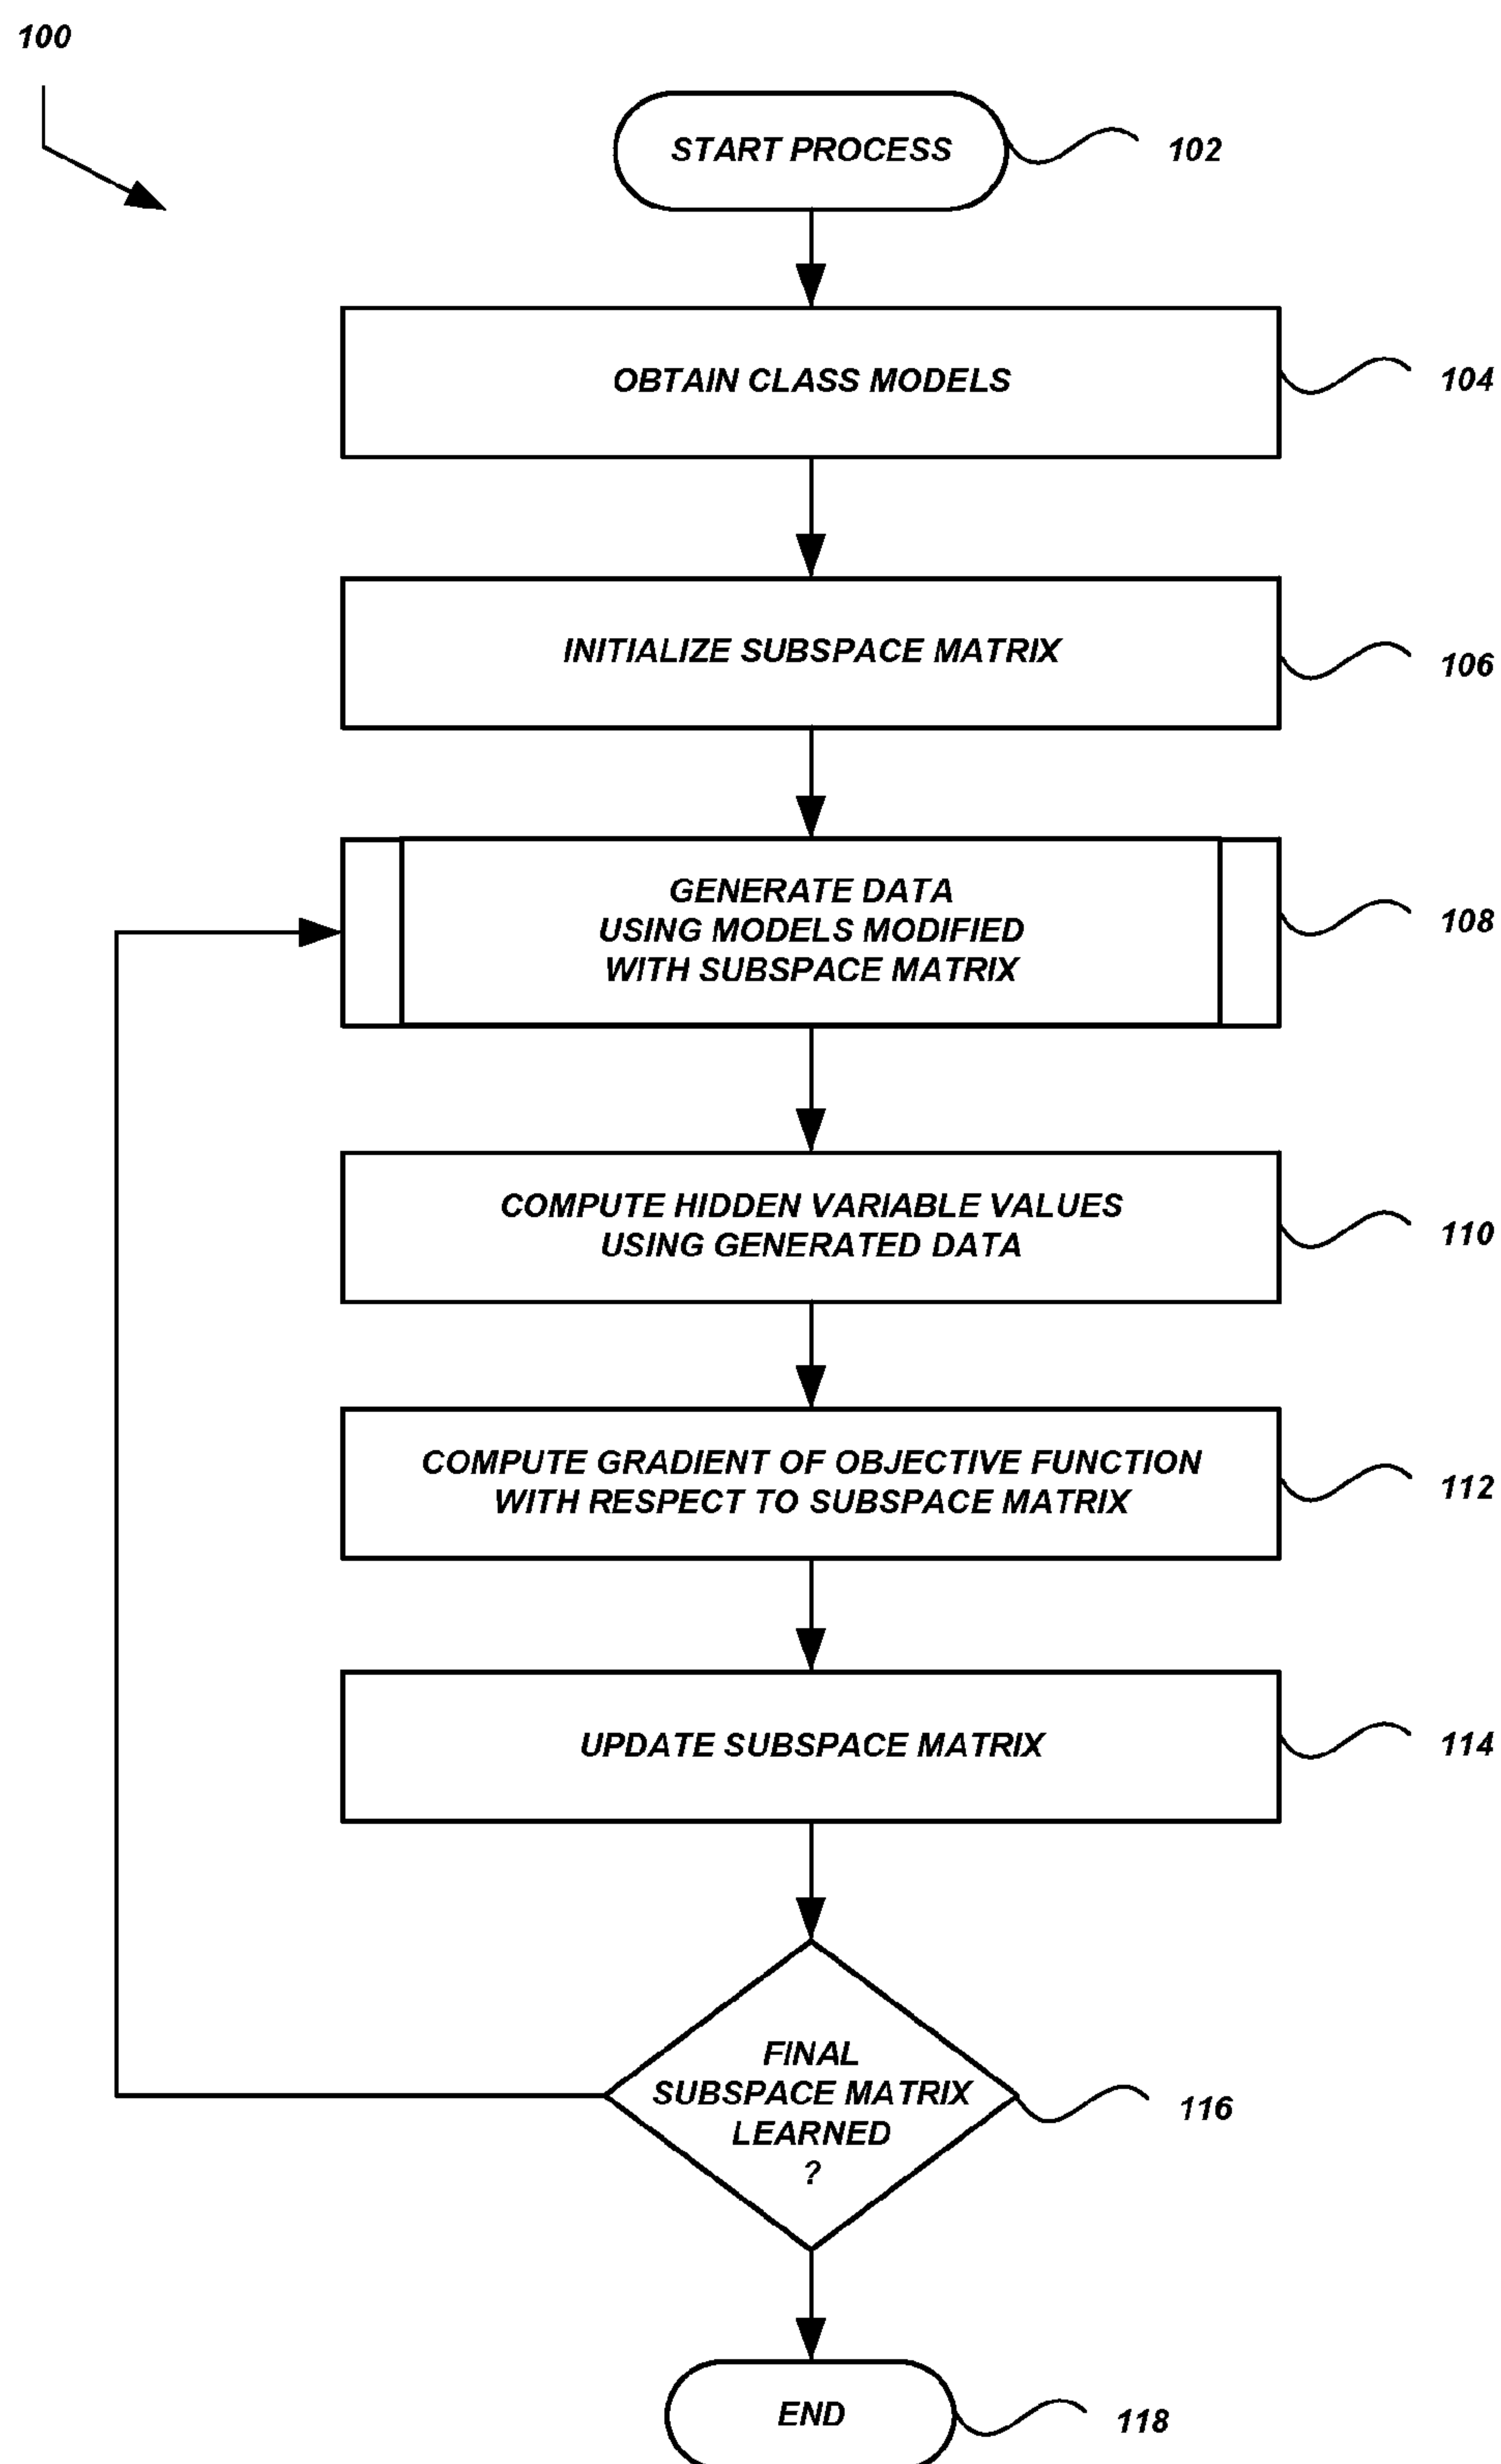 100
START PROCESS
102
OBTAIN CLASS MODELS
104
INITIALIZE SUBSPACE MATRIX
106
GENERATE DATA
USING MODELS MODIFIED
WITH SUBSPACE MATRIX
108
COMPUTE HIDDEN VARIABLE VALUES
USING GENERATED DATA
110
COMPUTE GRADIENT OF OBJECTIVE FUNCTION
WITH RESPECT TO SUBSPACE MATRIX
112
UPDATE SUBSPACE MATRIX
114
FINAL
SUBSPACE MATRIX
LEARNED
?
116
END
118